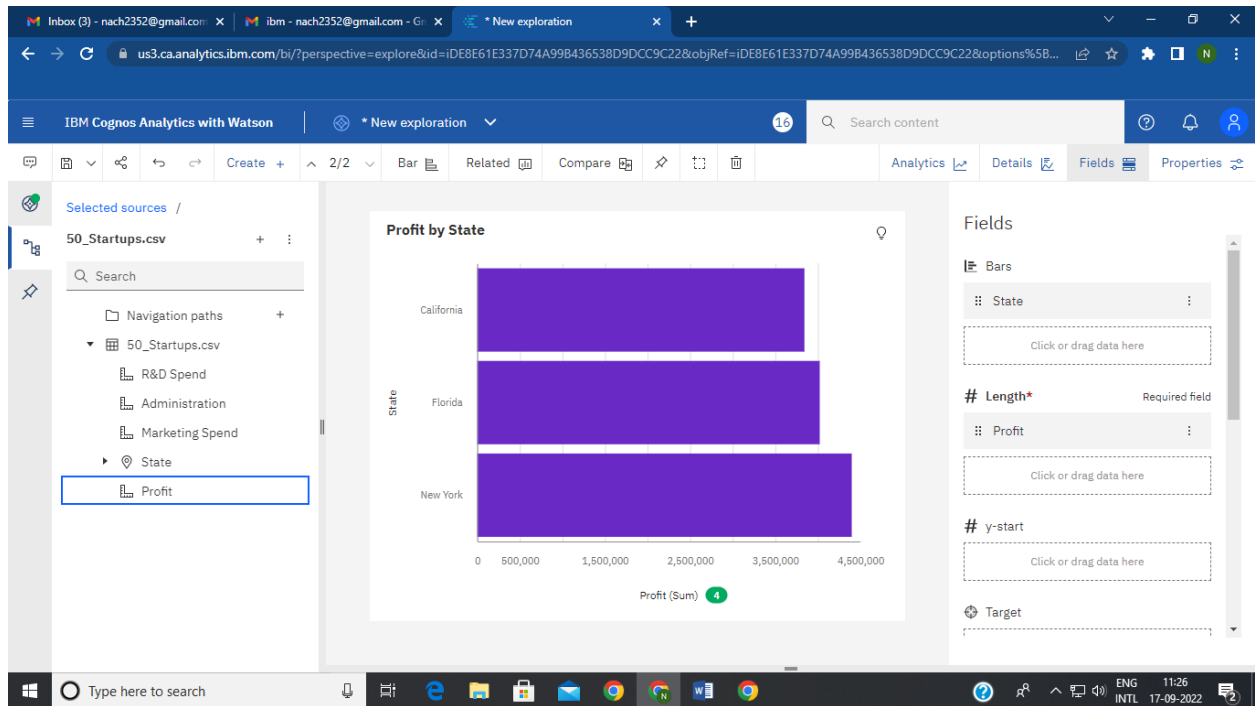 Inbox (3) - nach2352@gmail.com
ibm - nach2352@gmail.com - Gm
* New exploration
us3.ca.analytics.ibm.com/bi/?perspective=explore&id=iDE8E61E337D74A99B436538D9DCC9C22&objRef=iDE8E61E337D74A99B436538D9DCC9C22&options%5B...
N
IBM Cognos Analytics with Watson
* New exploration
16
Search content
Create +
2/2
Bar
Related
Compare
Analytics
Details
Fields
Properties
Selected sources /
50_Startups.csv
Search
Navigation paths
50_Startups.csv
R&D Spend
Administration
Marketing Spend
State
Profit
Profit by State
State
California
Florida
New York
0 500,000 1,500,000 2,500,000 3,500,000 4,500,000
Profit (Sum) 4
Fields
Bars
State
Click or drag data here
# Length* Required field
Profit
Click or drag data here
# y-start
Click or drag data here
Target
Type here to search
ENG
INTL
11:26
17-09-2022
2